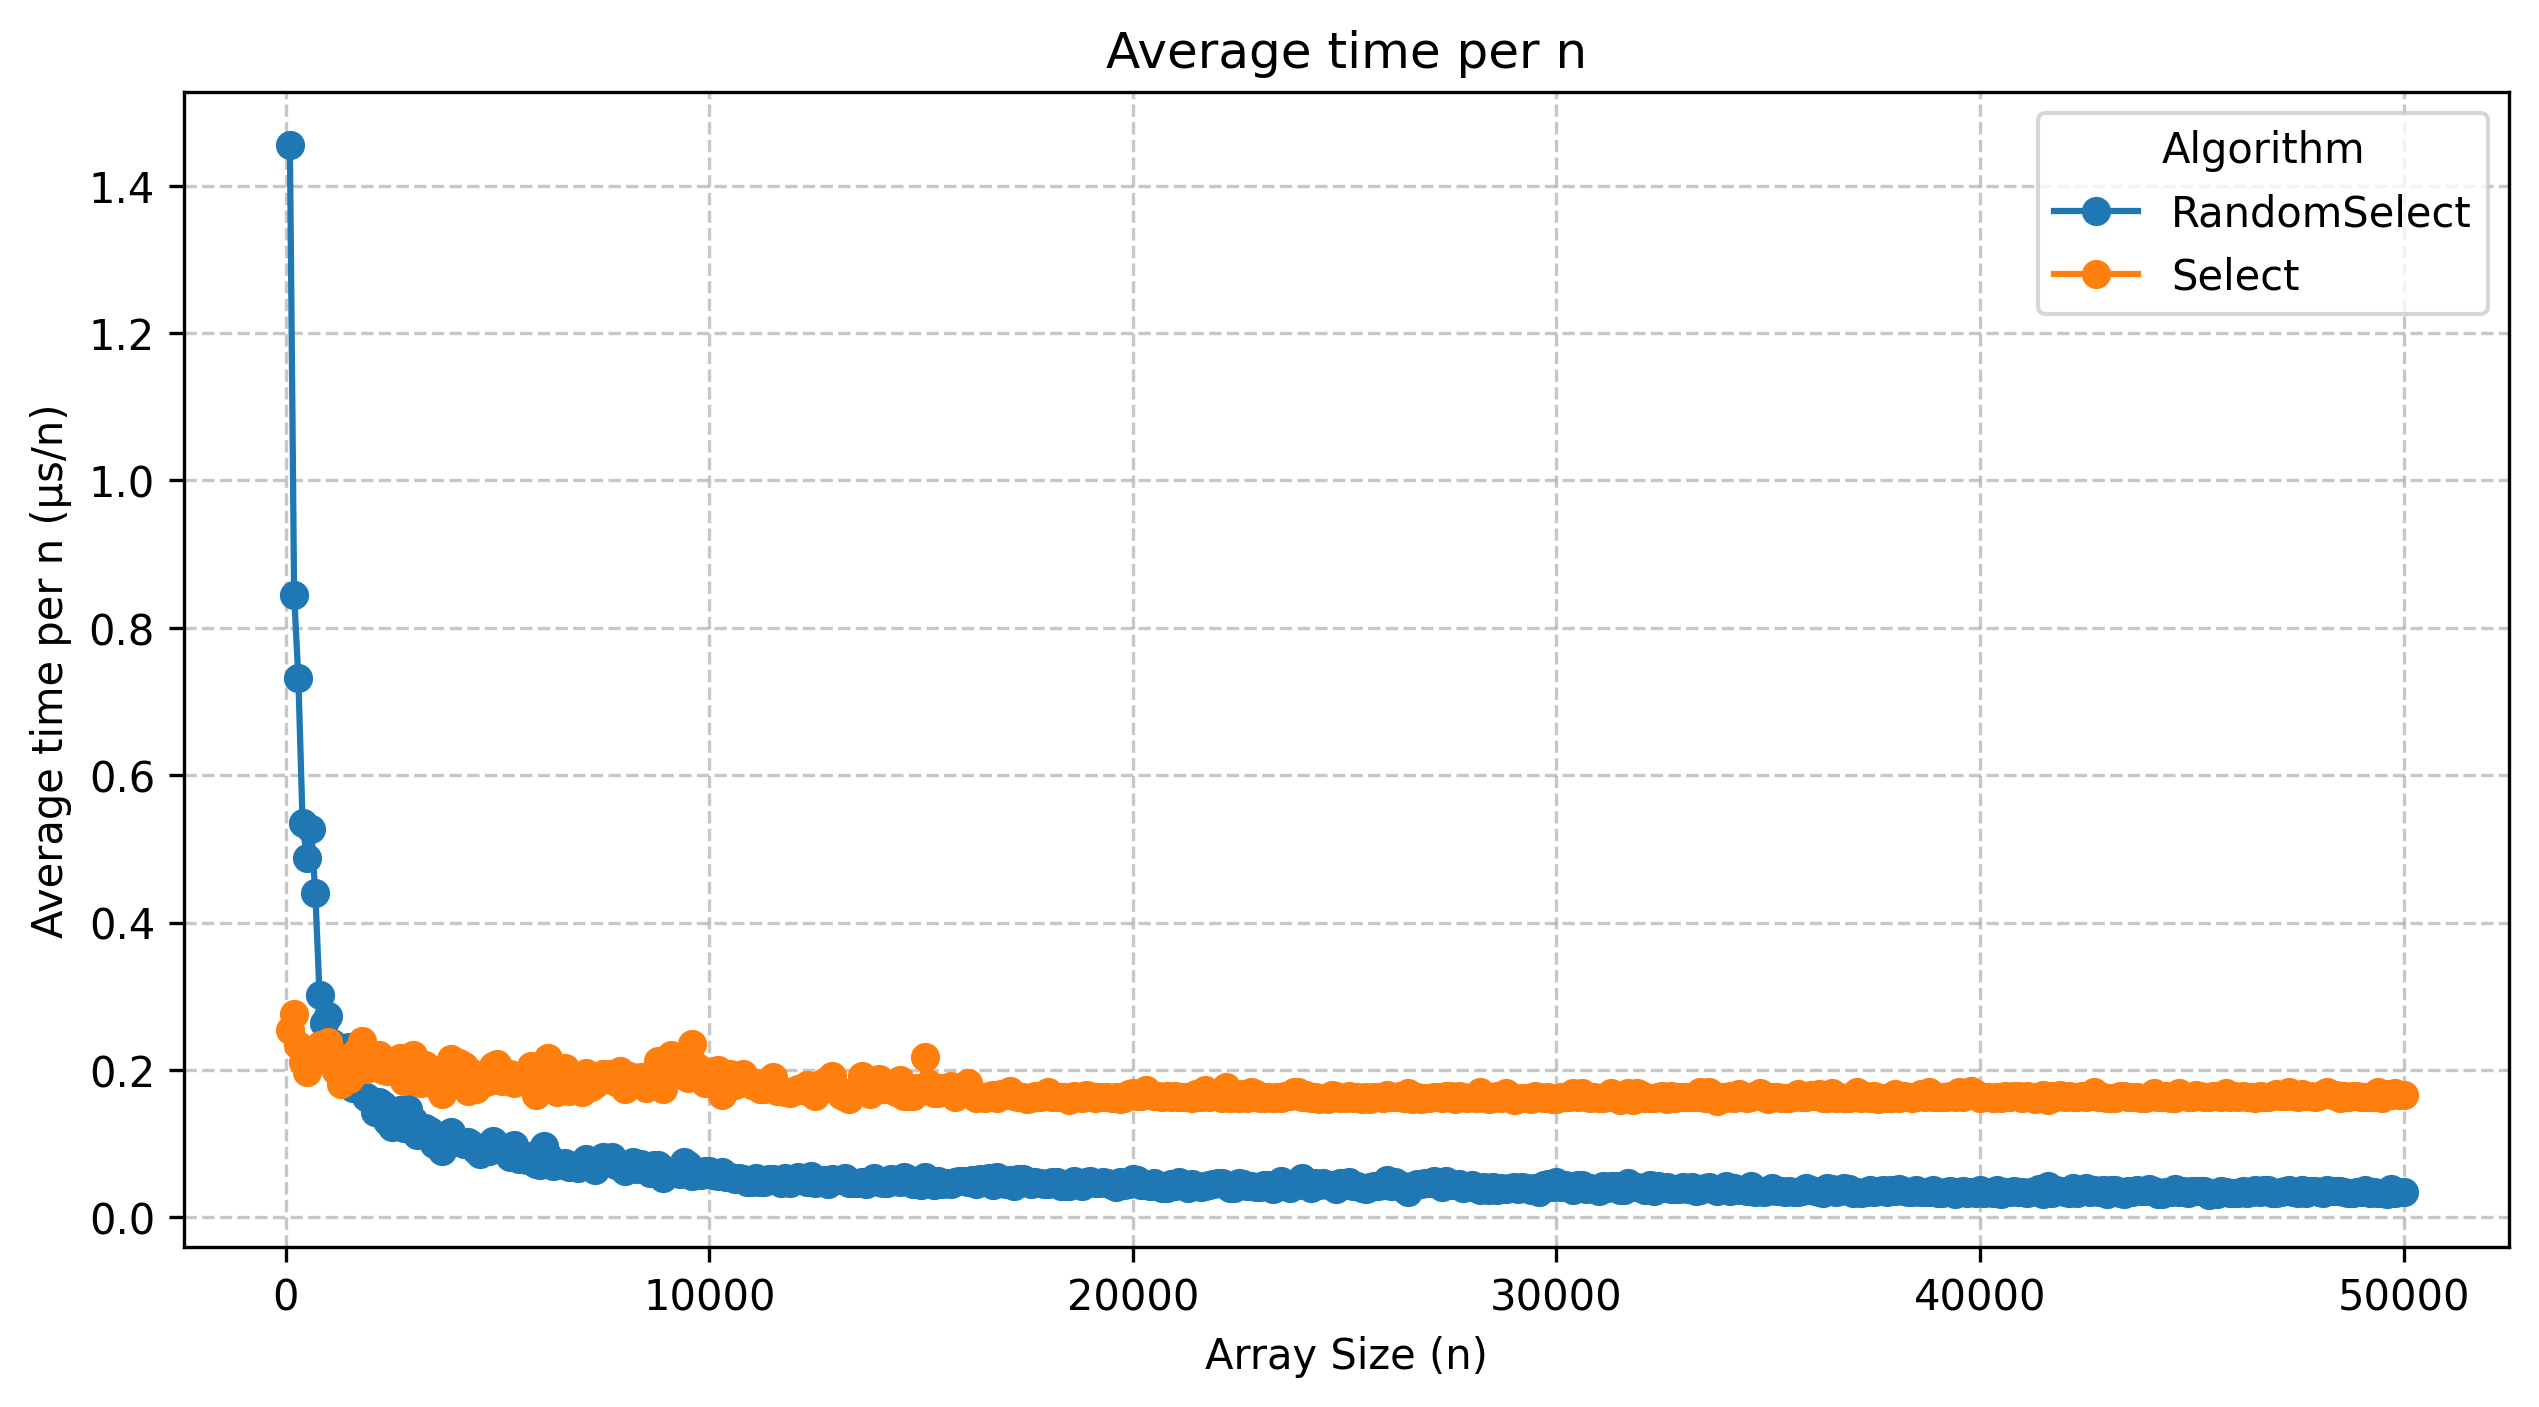 Average time per n
Algorithm
RandomSelect
Select
Average time per n (µs/n)
1.4
1.2
1.0
0.8
0.6
0.4
0.2
0.0
0 10000 20000 30000 40000 50000
Array Size (n)